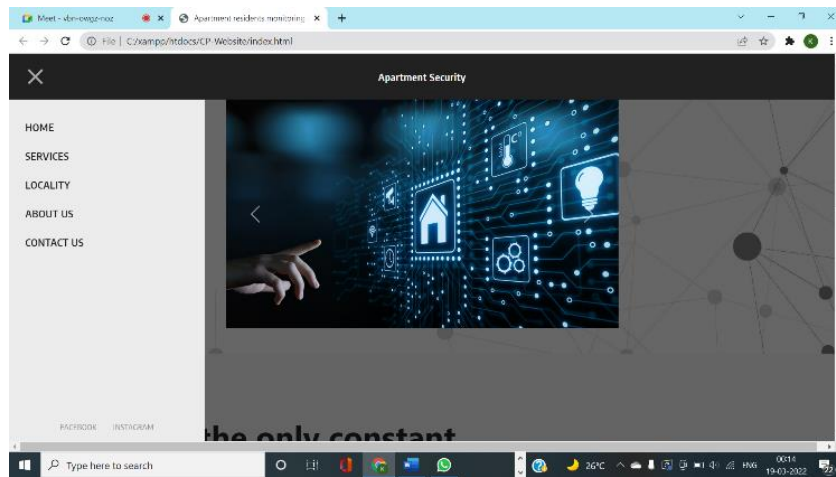 Meet - vbn-owgz-noz
Apartment residents monitoring
File | C:/xampp/htdocs/CP-Website/index.html
K
Apartment Security
HOME
SERVICES
LOCALITY
ABOUT US
CONTACT US
FACEBOOK INSTAGRAM
the only constant
Type here to search
26°C
ENG
00:14
19-03-2022
22